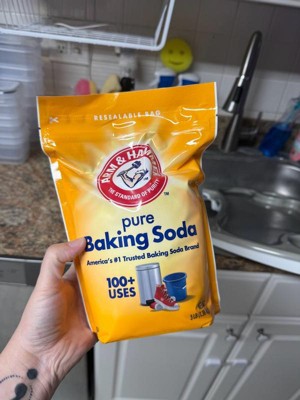 RESEALABLE BAG
ARM & HAMMER
THE STANDARD OF PURITY
pure
Baking Soda
America's #1 Trusted Baking Soda Brand
100+
USES